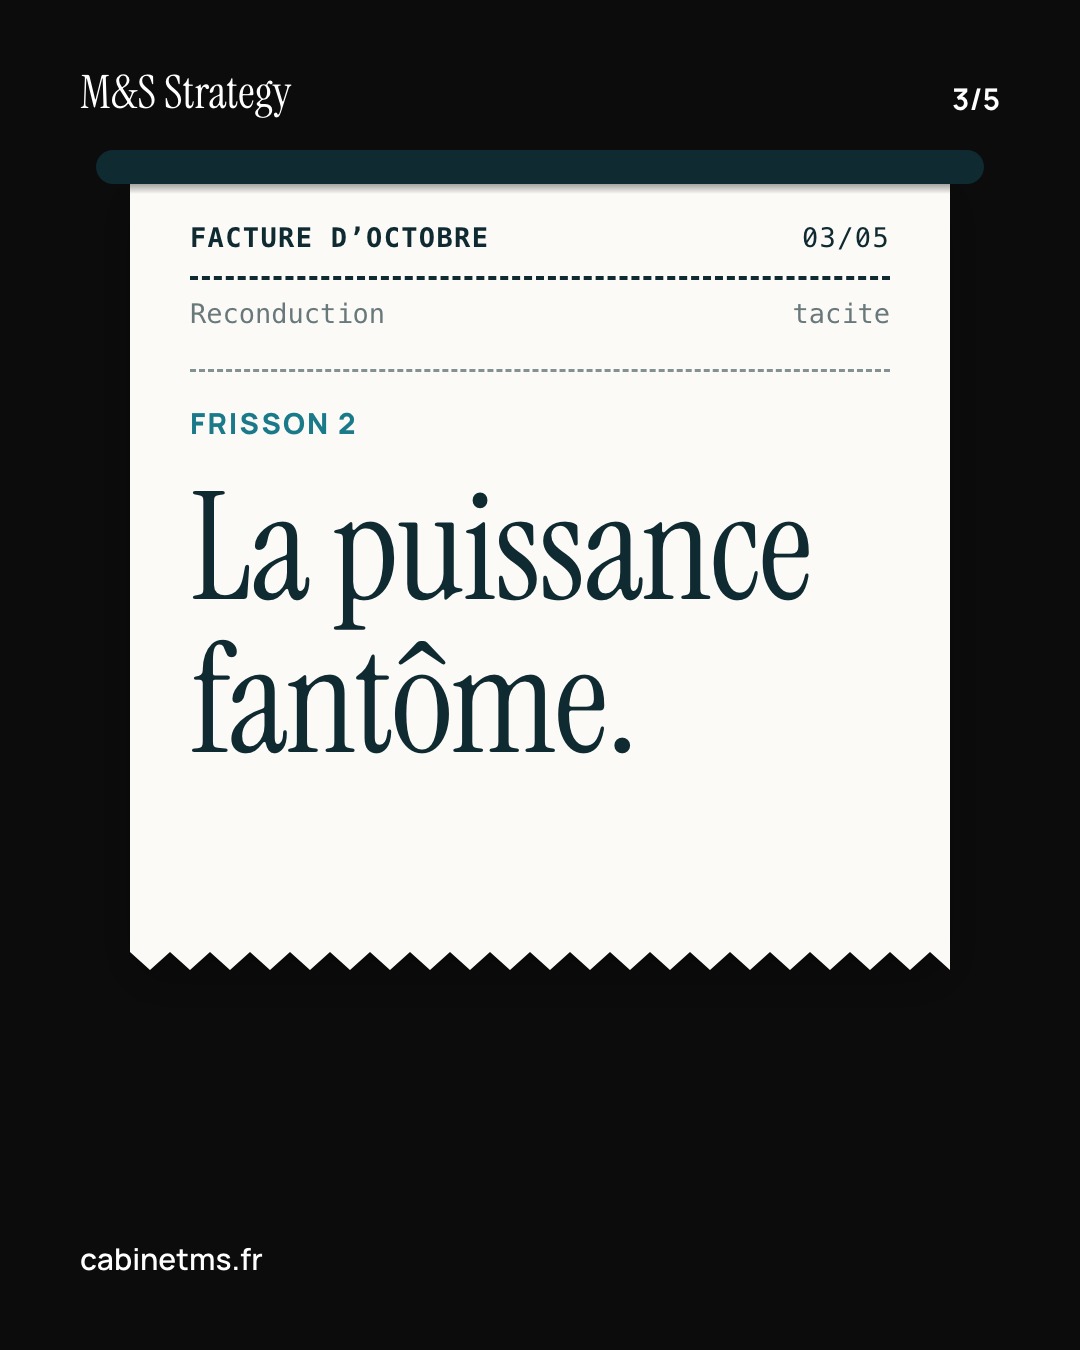 M&S Strategy
3/5
FACTURE D’OCTOBRE 03/05
Reconduction tacite
FRISSON 2
La puissance
fantôme.
cabinetms.fr